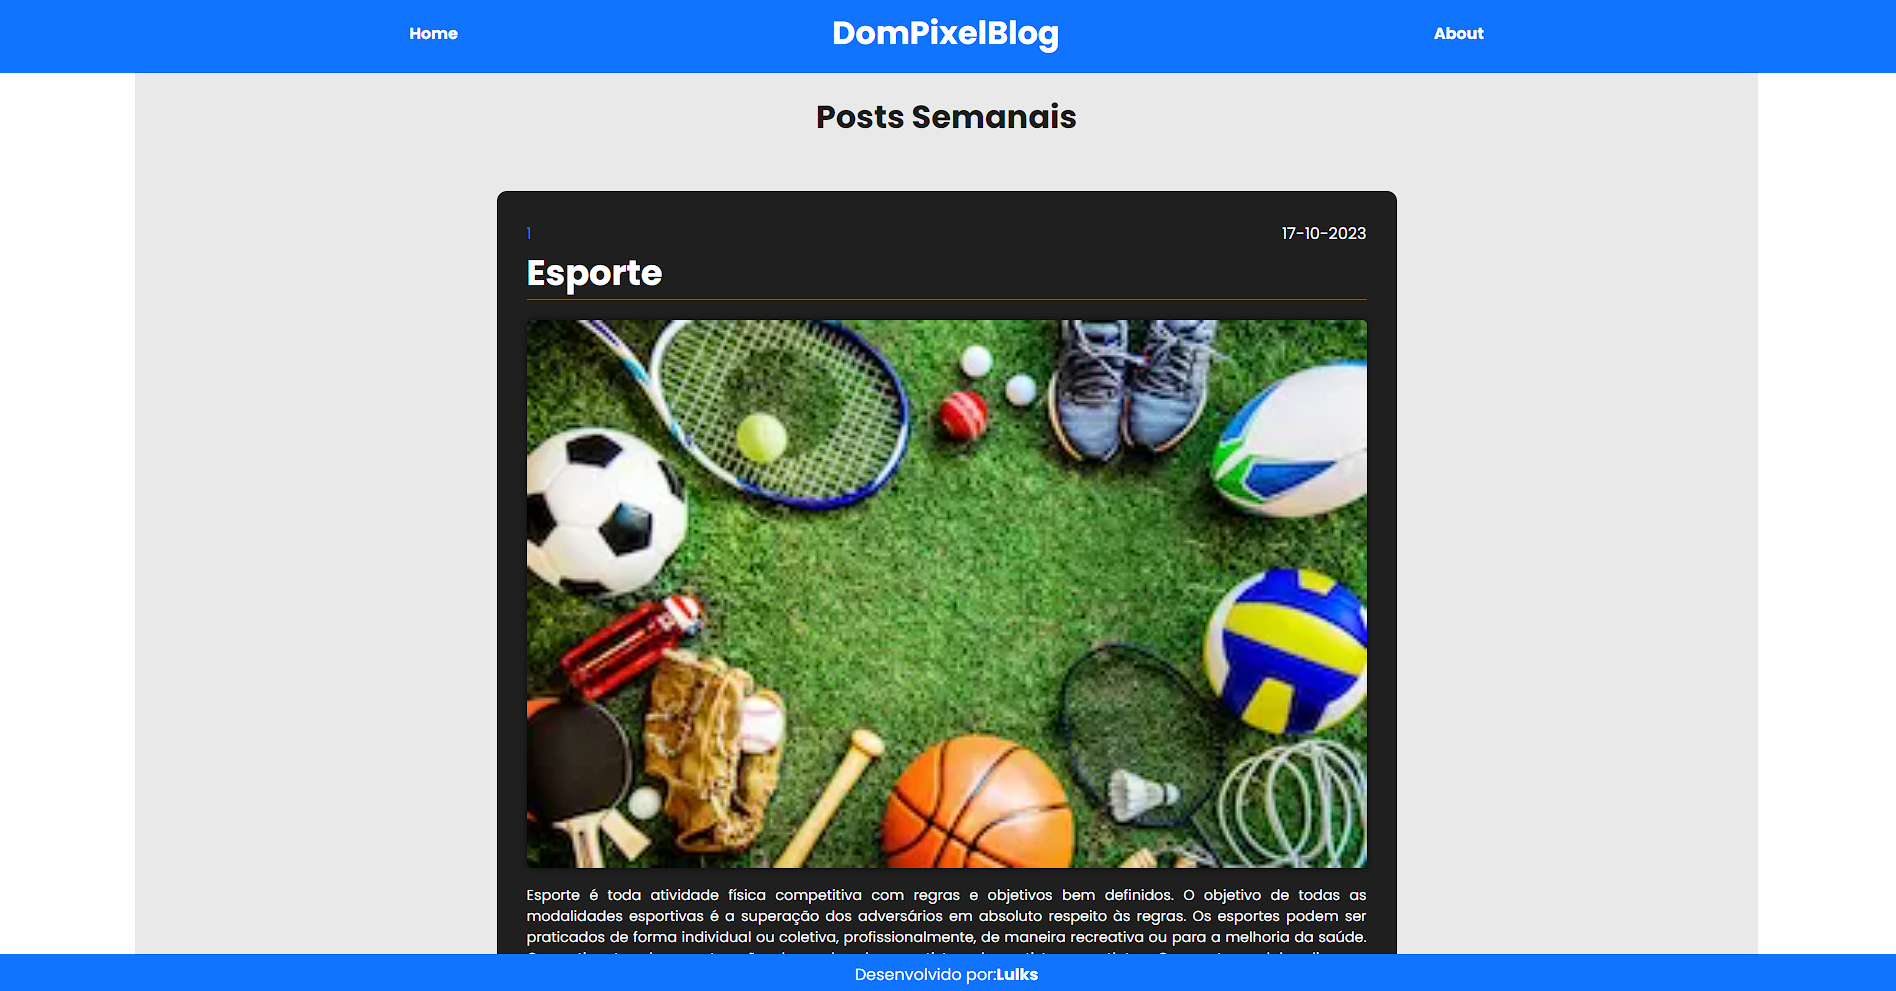 Home
DomPixelBlog
About
Posts Semanais
1
17-10-2023
Esporte
Esporte é toda atividade física competitiva com regras e objetivos bem definidos. O objetivo de todas as
modalidades esportivas é a superação dos adversários em absoluto respeito às regras. Os esportes podem ser
praticados de forma individual ou coletiva, profissionalmente, de maneira recreativa ou para a melhoria da saúde.
Desenvolvido por:Lulks